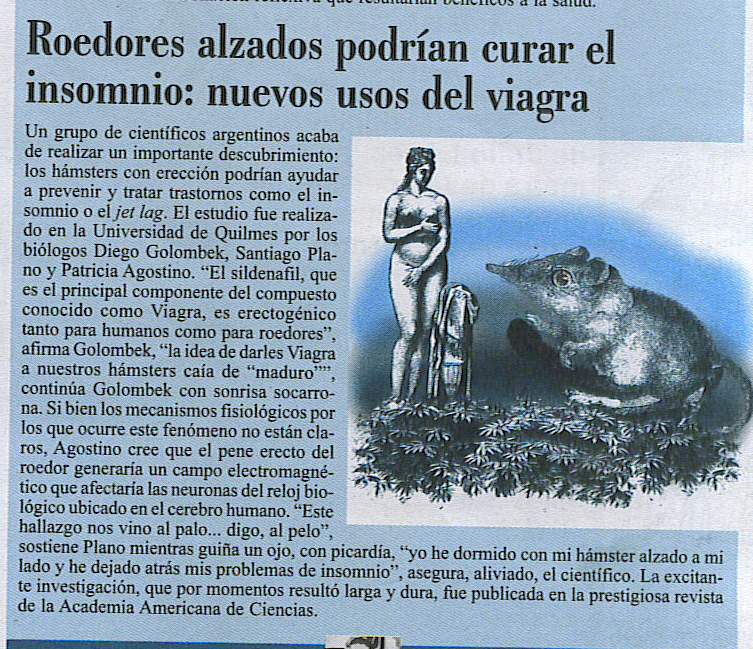 que resultarían benéficos a la salud.
Roedores alzados podrían curar el
insomnio: nuevos usos del viagra
Un grupo de científicos argentinos acaba
de realizar un importante descubrimiento:
los hámsters con erección podrían ayudar
a prevenir y tratar trastornos como el in-
somnio o el jet lag. El estudio fue realiza-
do en la Universidad de Quilmes por los
biólogos Diego Golombek, Santiago Pla-
no y Patricia Agostino. “El sildenafil, que
es el principal componente del compuesto
conocido como Viagra, es erectogénico
tanto para humanos como para roedores”,
afirma Golombek, “la idea de darles Viagra
a nuestros hámsters caía de “maduro””,
continúa Golombek con sonrisa socarro-
na. Si bien los mecanismos fisiológicos por
los que ocurre este fenómeno no están cla-
ros, Agostino cree que el pene erecto del
roedor generaría un campo electromagné-
tico que afectaría las neuronas del reloj bio-
lógico ubicado en el cerebro humano. “Este
hallazgo nos vino al palo... digo, al pelo”,
sostiene Plano mientras guiña un ojo, con picardía, “yo he dormido con mi hámster alzado a mi
lado y he dejado atrás mis problemas de insomnio”, asegura, aliviado, el científico. La excitan-
te investigación, que por momentos resultó larga y dura, fue publicada en la prestigiosa revista
de la Academia Americana de Ciencias.